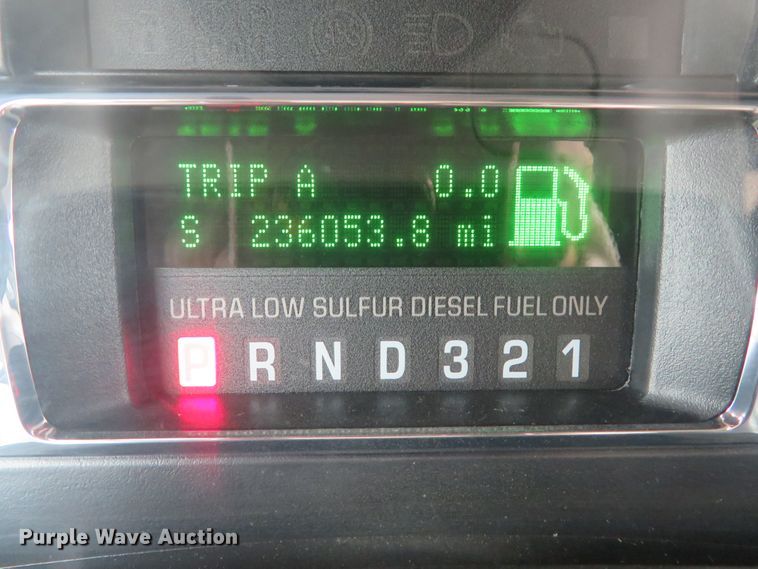 TRIP A 0.0
S 236053.8 mi
ULTRA LOW SULFUR DIESEL FUEL ONLY
P R N D 3 2 1
Purple Wave Auction